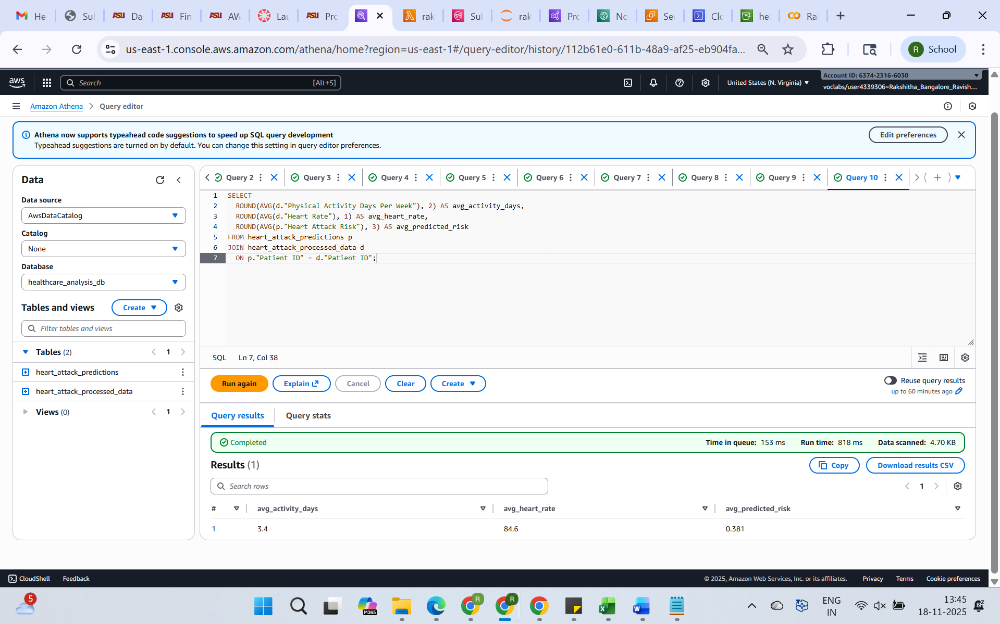 He
Sul
ASU Da
ASU Fin
ASU AW
Lau
ASU Pro
rak
Sul
rak
Pro
No
Sec
Clo
hea
Ra
us-east-1.console.aws.amazon.com/athena/home?region=us-east-1#/query-editor/history/112b61e0-611b-48a9-af25-eb904fa...
R School
aws
Search [Alt+S]
United States (N. Virginia)
Account ID: 6374-2316-6030
voclabs/user4339306=Rakshitha_Bangalore_Ravish...
Amazon Athena > Query editor
Athena now supports typeahead code suggestions to speed up SQL query development
Typeahead suggestions are turned on by default. You can change this setting in query editor preferences.
Edit preferences
Data
Data source
AwsDataCatalog
Catalog
None
Database
healthcare_analysis_db
Tables and views
Create
Filter tables and views
Tables (2) 1
heart_attack_predictions
heart_attack_processed_data
Views (0) 1
Query 2
Query 3
Query 4
Query 5
Query 6
Query 7
Query 8
Query 9
Query 10
1 SELECT
2 ROUND(AVG(d."Physical Activity Days Per Week"), 2) AS avg_activity_days,
3 ROUND(AVG(d."Heart Rate"), 1) AS avg_heart_rate,
4 ROUND(AVG(p."Heart Attack Risk"), 3) AS avg_predicted_risk
5 FROM heart_attack_predictions p
6 JOIN heart_attack_processed_data d
7 ON p."Patient ID" = d."Patient ID";
SQL Ln 7, Col 38
Run again
Explain
Cancel
Clear
Create
Reuse query results
up to 60 minutes ago
Query results
Query stats
Completed
Time in queue: 153 ms Run time: 818 ms Data scanned: 4.70 KB
Results (1)
Copy
Download results CSV
Search rows
1
# avg_activity_days avg_heart_rate avg_predicted_risk
1 3.4 84.6 0.381
CloudShell Feedback
© 2025, Amazon Web Services, Inc. or its affiliates. Privacy Terms Cookie preferences
5
M365
R
R
ENG
IN
13:45
18-11-2025